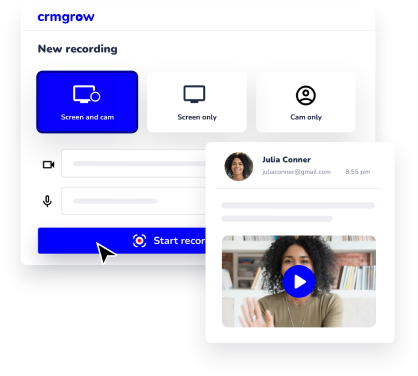 crmgrow
New recording
Screen and cam
Screen only
Cam only
Start recor
Julia Conner
juliaconner@gmail.com
8:55 pm